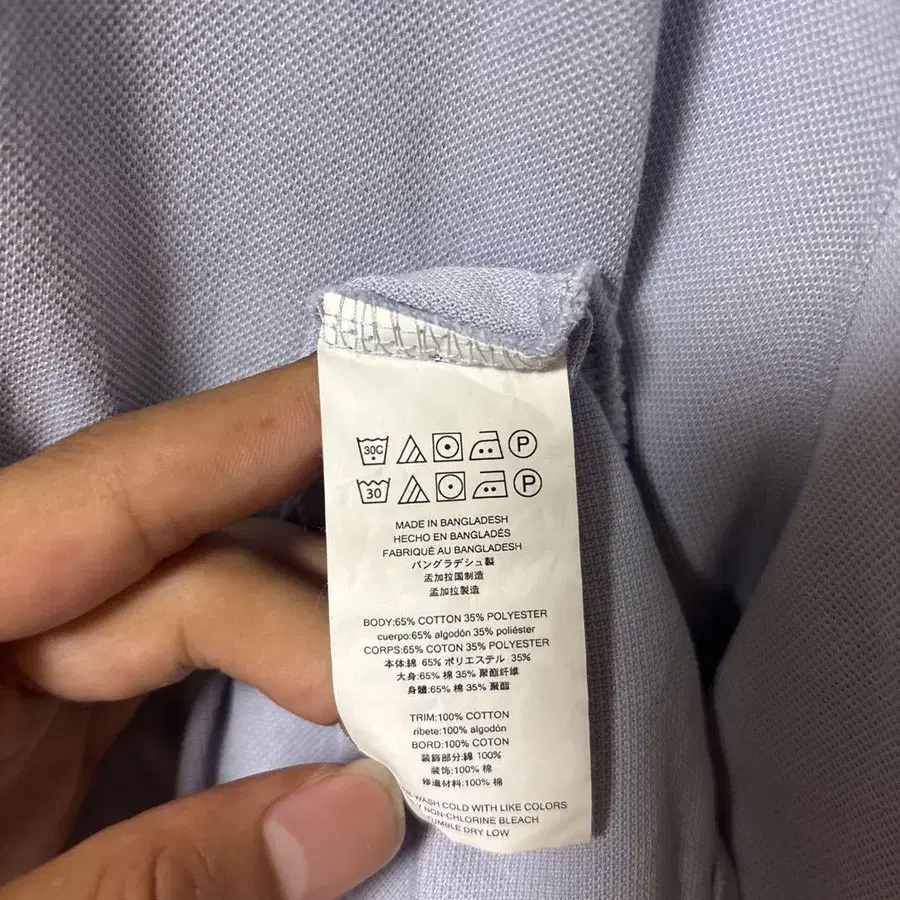 30C P
30 P
MADE IN BANGLADESH
HECHO EN BANGLADÉS
FABRIQUÉ AU BANGLADESH
バングラデシュ製
孟加拉国制造
孟加拉製造
BODY:65% COTTON 35% POLYESTER
cuerpo:65% algodón 35% poliéster
CORPS:65% COTON 35% POLYESTER
本体:綿 65% ポリエステル 35%
大身:65% 棉 35% 聚酯纤维
身體:65% 棉 35% 聚酯
TRIM:100% COTTON
ribete:100% algodón
BORD:100% COTON
装飾部分:綿 100%
装饰:100% 棉
修邊材料:100% 棉
WASH COLD WITH LIKE COLORS
NON-CHLORINE BLEACH
TUMBLE DRY LOW